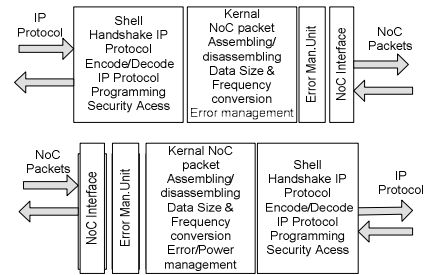 IP
Protocol
Shell
Handshake IP
Protocol
Encode/Decode
IP Protocol
Programming
Security Acess
Kernal
NoC packet
Assembling/
disassembling
Data Size &
Frequency
conversion
Error management
Error Man.Unit
NoC Interface
NoC
Packets
NoC
Packets
NoC Interface
Error Man.Unit
Kernal NoC
packet
Assembling/
disassembling
Data Size &
Frequency
conversion
Error/Power
management
Shell
Handshake IP
Protocol
Encode/Decode
IP Protocol
Programming
Security Acess
IP
Protocol